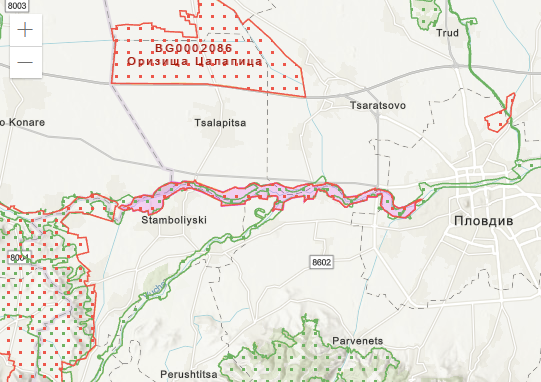 8003
Trud
BG0002086
Оризища Цалапица
Tsaratsovo
o Konare
Tsalapitsa
Stamboliyski
Пловдив
8004
8602
Parvenets
Perushtitsa